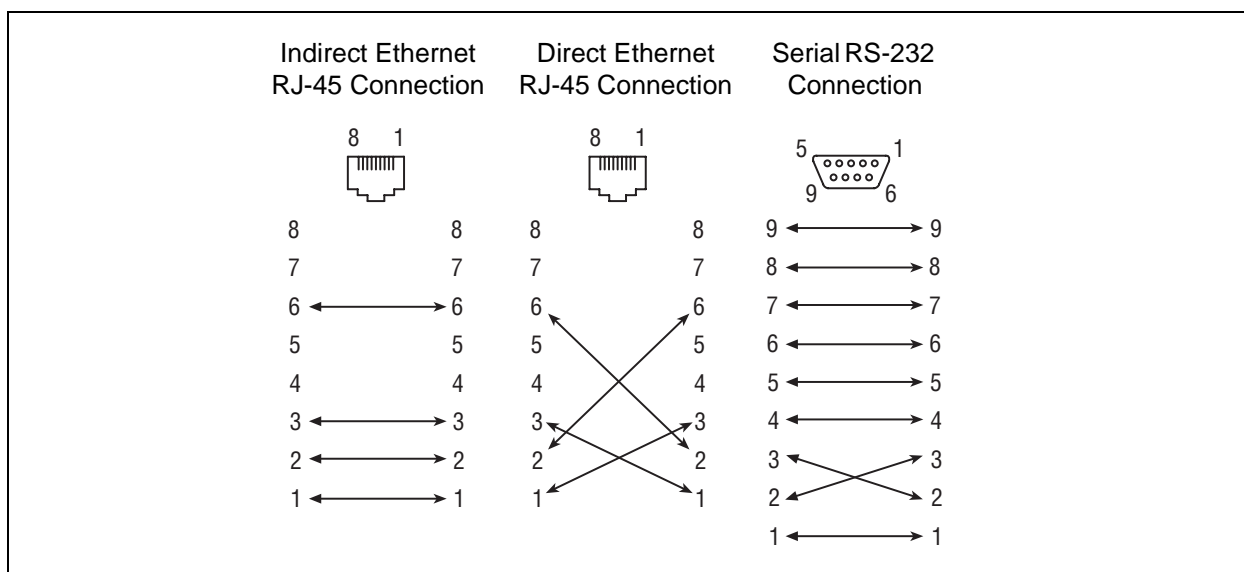 Indirect Ethernet Direct Ethernet Serial RS-232
RJ-45 Connection RJ-45 Connection Connection
8 1 8 1 5 1
9 6
8 8 8 8 9 9
7 7 7 7 8 8
6 6 6 6 7 7
5 5 5 5 6 6
4 4 4 4 5 5
3 3 3 3 4 4
2 2 2 2 3 3
1 1 1 1 2 2
1 1